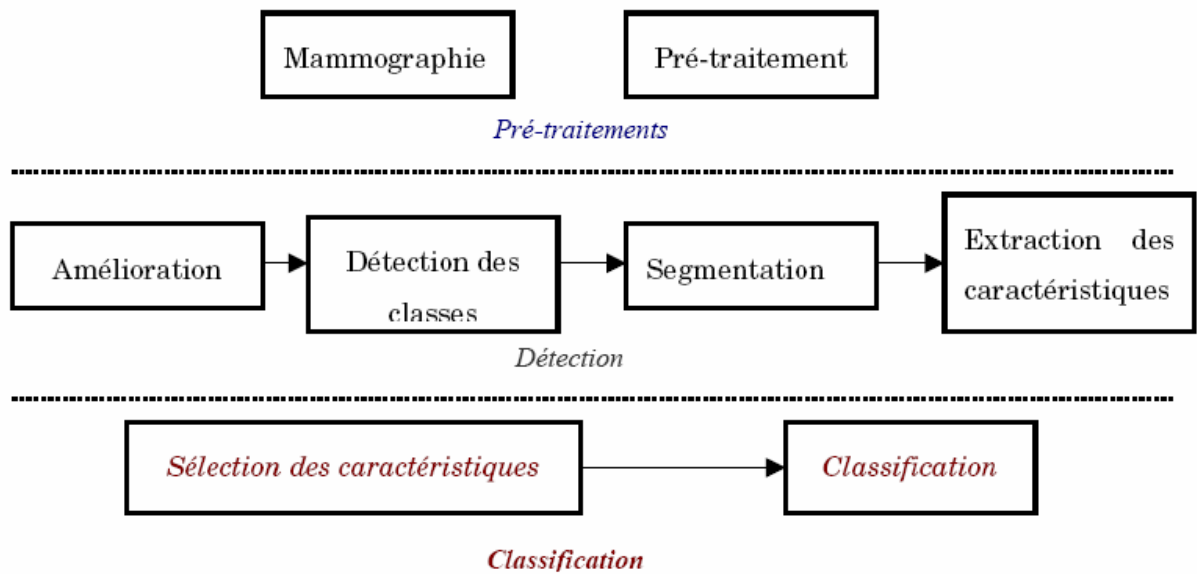 Mammographie
Pré-traitement
Pré-traitements
Amélioration
Détection des
classes
Segmentation
Extraction des
caractéristiques
Détection
Sélection des caractéristiques
Classification
Classification